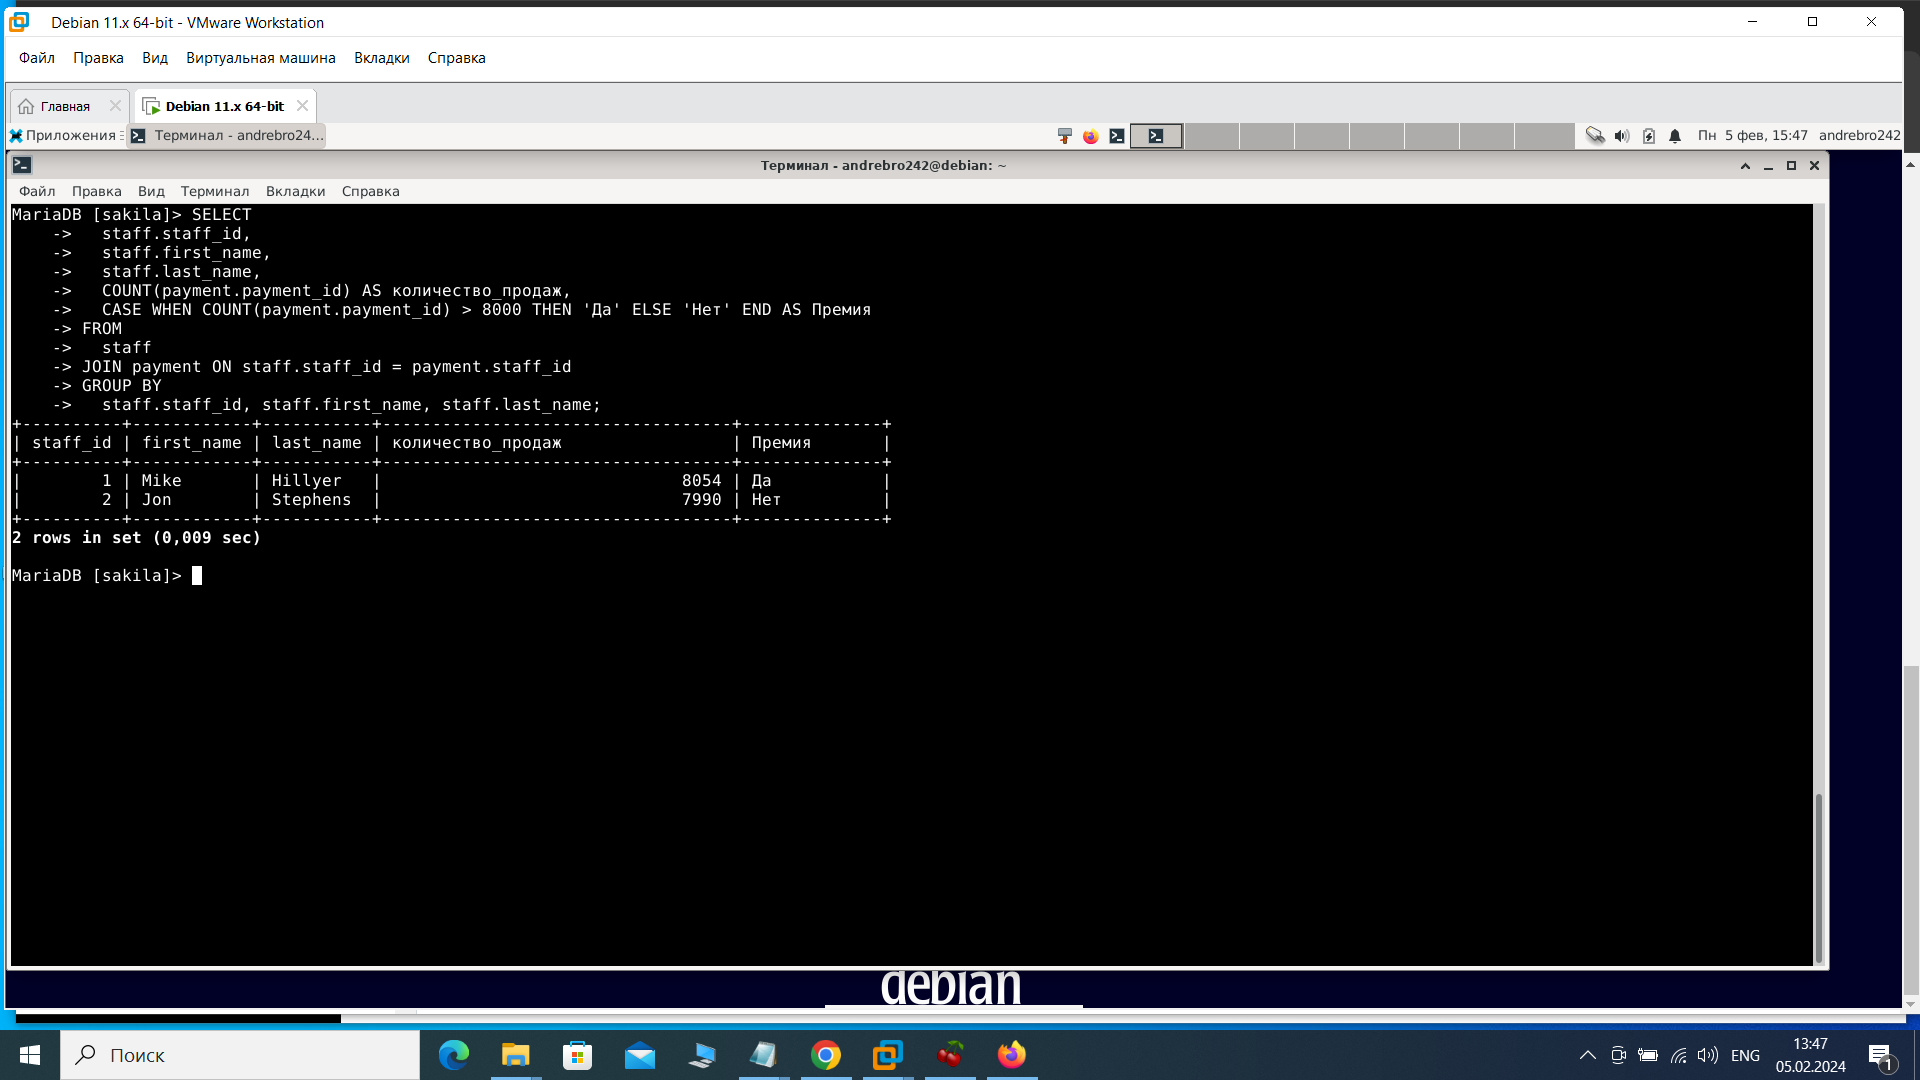 Debian 11.x 64-bit - VMware Workstation
Файл Правка Вид Виртуальная машина Вкладки Справка
Главная Debian 11.x 64-bit
Приложения Терминал - andrebro24... Пн 5 фев, 15:47 andrebro242
Терминал - andrebro242@debian: ~
Файл Правка Вид Терминал Вкладки Справка
MariaDB [sakila]> SELECT
    ->   staff.staff_id,
    ->   staff.first_name,
    ->   staff.last_name,
    ->   COUNT(payment.payment_id) AS количество_продаж,
    ->   CASE WHEN COUNT(payment.payment_id) > 8000 THEN 'Да' ELSE 'Нет' END AS Премия
    -> FROM
    ->   staff
    -> JOIN payment ON staff.staff_id = payment.staff_id
    -> GROUP BY
    ->   staff.staff_id, staff.first_name, staff.last_name;
+----------+------------+-----------+-----------------------------------+--------------+
| staff_id | first_name | last_name | количество_продаж                 | Премия       |
+----------+------------+-----------+-----------------------------------+--------------+
|        1 | Mike       | Hillyer   |                              8054 | Да           |
|        2 | Jon        | Stephens  |                              7990 | Нет          |
+----------+------------+-----------+-----------------------------------+--------------+
2 rows in set (0,009 sec)
MariaDB [sakila]>
debian
Поиск ENG 13:47
05.02.2024 1